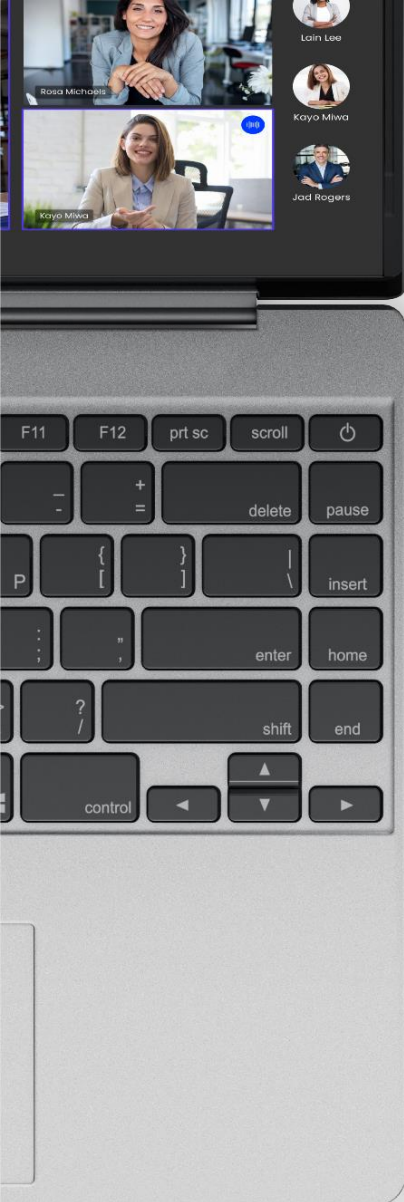 Lain Lee
Rosa Michaels
Kayo Miwa
Kayo Miwa
Jad Rogers
F11 F12 prt sc scroll
_ + delete pause
- =
P { } | insert
[ ] \
: " enter home
; ,
? shift end
/
control